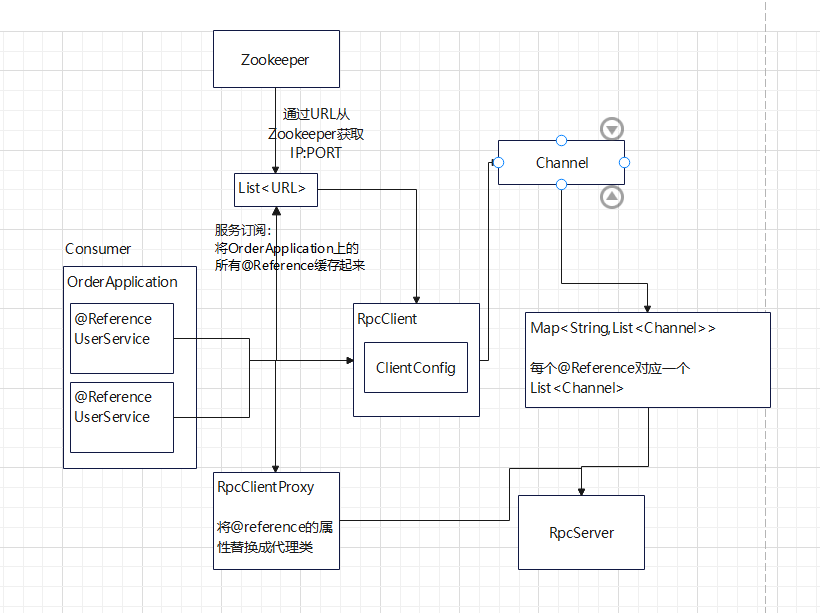 Zookeeper
通过URL从
Zookeeper获取
IP:PORT
List<URL>
服务订阅：
将OrderApplication上的
所有@Reference缓存起来
Channel
Consumer
OrderApplication
@Reference
UserService
@Reference
UserService
RpcClient
ClientConfig
Map<String,List<Channel>>
每个@Reference对应一个
List<Channel>
RpcClientProxy
将@reference的属
性替换成代理类
RpcServer